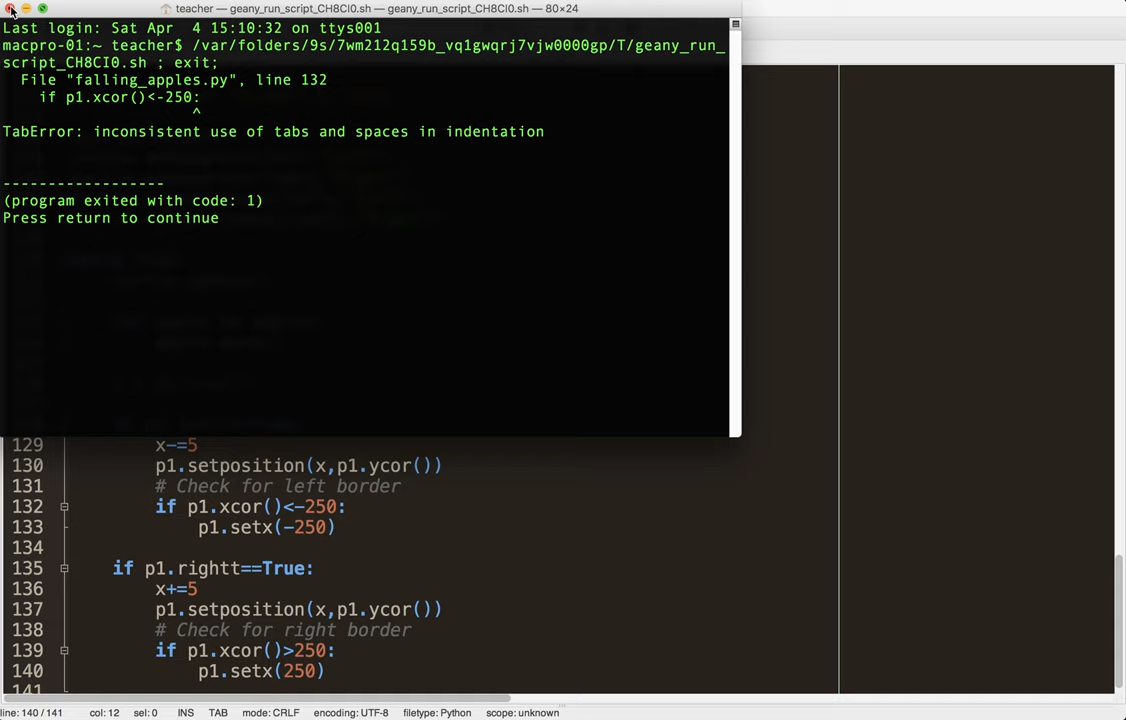 teacher — geany_run_script_CH8CI0.sh — geany_run_script_CH8CI0.sh — 80×24
Last login: Sat Apr  4 15:10:32 on ttys001
macpro-01:~ teacher$ /var/folders/9s/7wm212q159b_vq1gwqrj7vjw0000gp/T/geany_run_
script_CH8CI0.sh ; exit;
  File "falling_apples.py", line 132
    if p1.xcor()<-250:
                     ^
TabError: inconsistent use of tabs and spaces in indentation
------------------
(program exited with code: 1)
Press return to continue
129 x-=5
130 p1.setposition(x,p1.ycor())
131 # Check for left border
132 if p1.xcor()<-250:
133 p1.setx(-250)
134
135 if p1.rightt==True:
136 x+=5
137 p1.setposition(x,p1.ycor())
138 # Check for right border
139 if p1.xcor()>250:
140 p1.setx(250)
141
line: 140 / 141 col: 12 sel: 0 INS TAB mode: CRLF encoding: UTF-8 filetype: Python scope: unknown